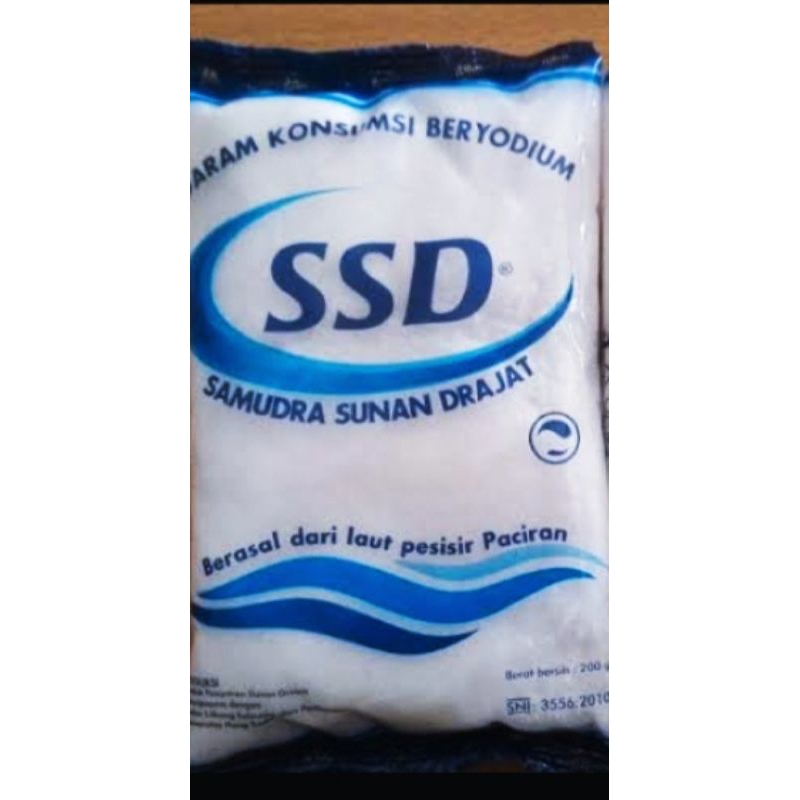 GARAM KONSUMSI BERYODIUM
SSD®
SAMUDRA SUNAN DRAJAT
Berasal dari laut pesisir Paciran
Berat bersih : 200 g
SNI: 3556:2010